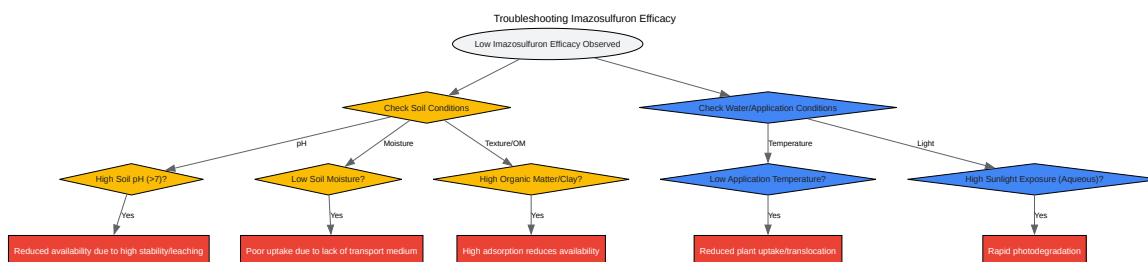 Troubleshooting Imazosulfuron Efficacy
Low Imazosulfuron Efficacy Observed
Check Soil Conditions
Check Water/Application Conditions
pH
Moisture
Texture/OM
Temperature
Light
High Soil pH (>7)?
Low Soil Moisture?
High Organic Matter/Clay?
Low Application Temperature?
High Sunlight Exposure (Aqueous)?
Yes
Yes
Yes
Yes
Yes
Reduced availability due to high stability/leaching
Poor uptake due to lack of transport medium
High adsorption reduces availability
Reduced plant uptake/translocation
Rapid photodegradation